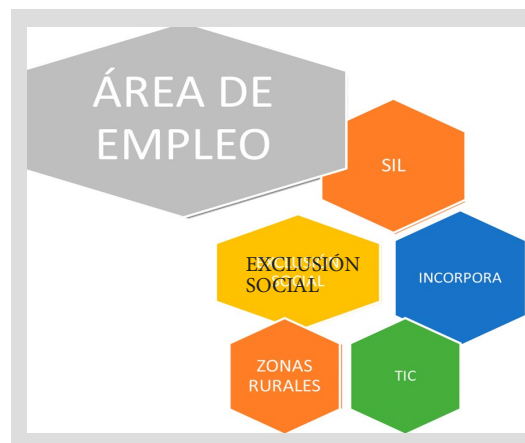 ÁREA DE
EMPLEO
SIL
EXCLUSIÓN
SOCIAL
INCORPORA
ZONAS
RURALES
TIC